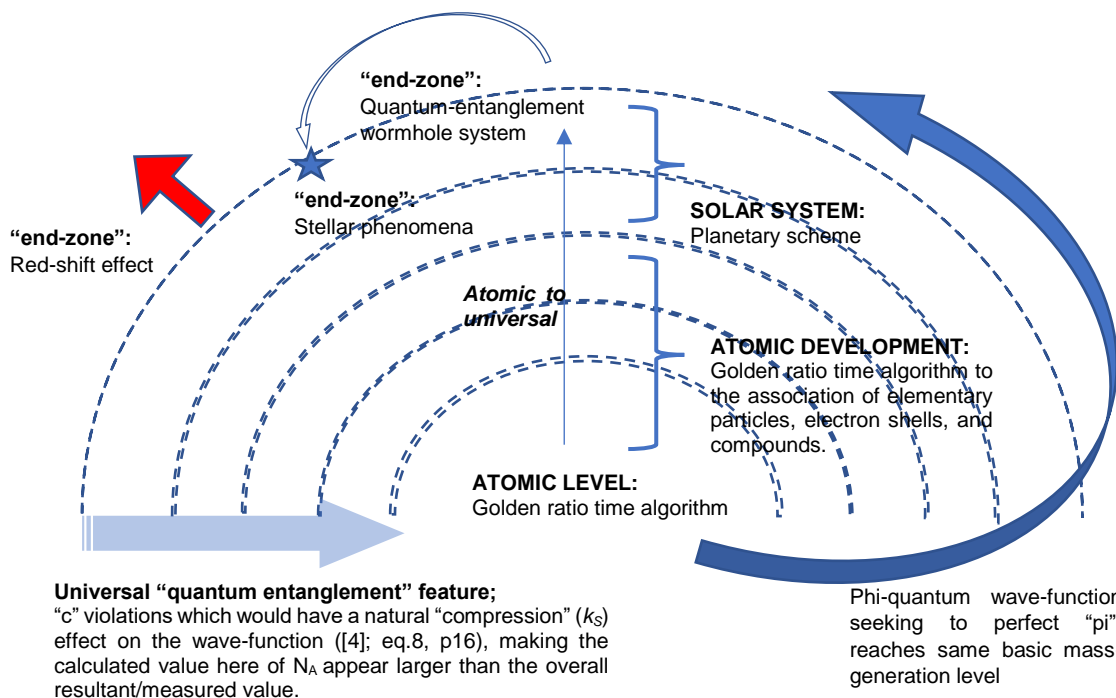 “end-zone”:
Quantum-entanglement
wormhole system
“end-zone”:
Stellar phenomena
“end-zone”:
Red-shift effect
SOLAR SYSTEM:
Planetary scheme
Atomic to
universal
ATOMIC DEVELOPMENT:
Golden ratio time algorithm to
the association of elementary
particles, electron shells, and
compounds.
ATOMIC LEVEL:
Golden ratio time algorithm
Universal “quantum entanglement” feature;
“c” violations which would have a natural “compression” (kS)
effect on the wave-function ([4]; eq.8, p16), making the
calculated value here of NA appear larger than the overall
resultant/measured value.
Phi-quantum wave-function
seeking to perfect “pi”
reaches same basic mass
generation level